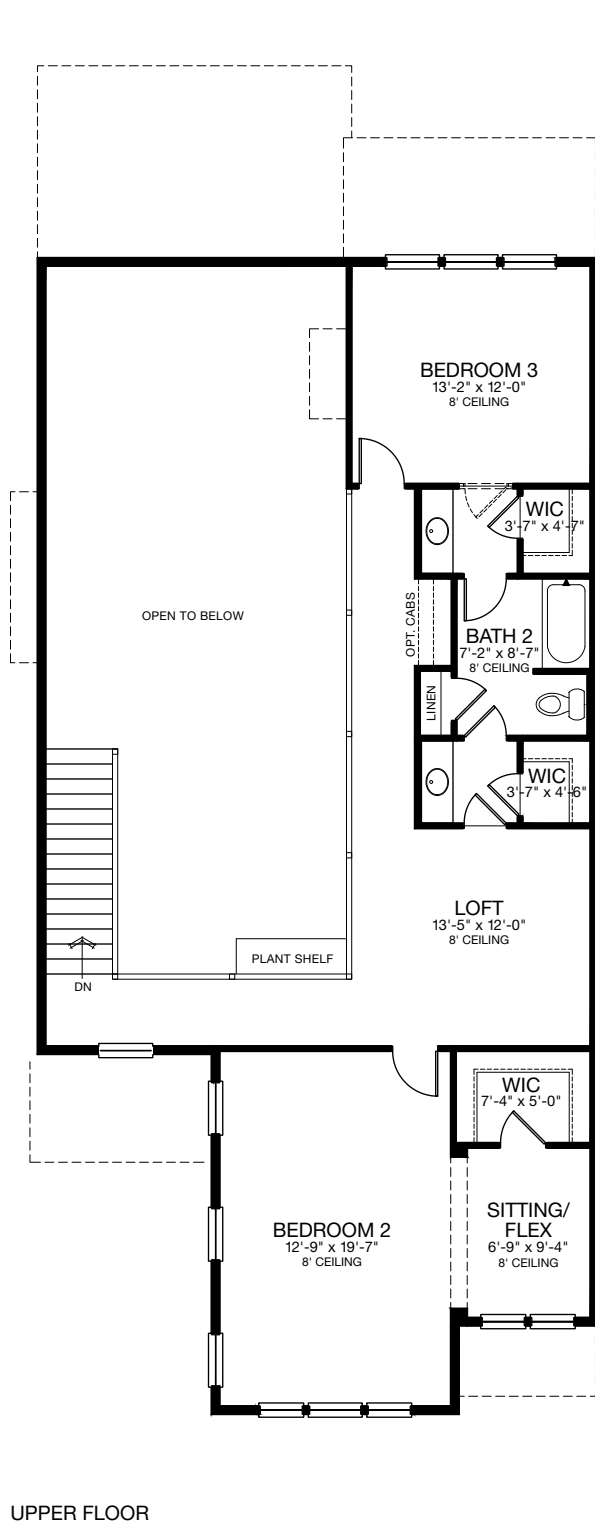 BEDROOM 3
13'-2" x 12'-0"
8' CEILING
WIC
3'-7" x 4'-7"
OPT. CABS
OPEN TO BELOW
BATH 2
7'-2" x 8'-7"
8' CEILING
LINEN
WIC
3'-7" x 4'-6"
LOFT
13'-5" x 12'-0"
8' CEILING
PLANT SHELF
DN
WIC
7'-4" x 5'-0"
SITTING/
FLEX
6'-9" x 9'-4"
8' CEILING
BEDROOM 2
12'-9" x 19'-7"
8' CEILING
UPPER FLOOR